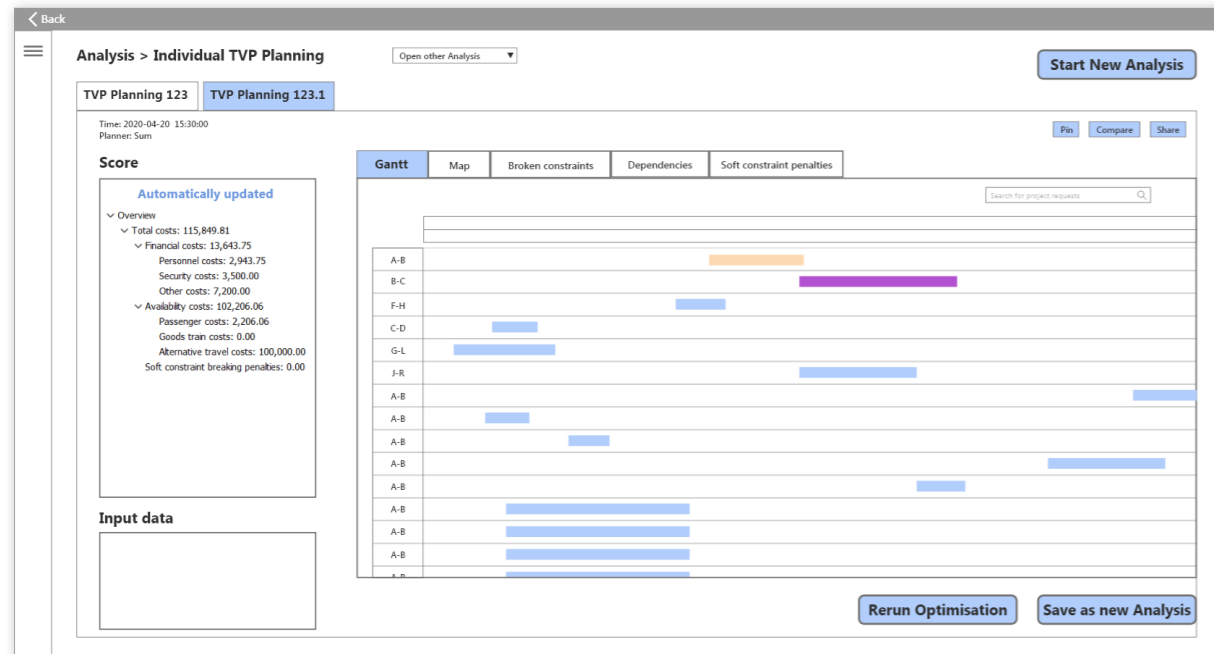 Back
Analysis > Individual TVP Planning
Open other Analysis
Start New Analysis
TVP Planning 123
TVP Planning 123.1
Time: 2020-04-20 15:30:00
Planner: Sum
Pin
Compare
Share
Score
Automatically updated
Overview
Total costs: 115,849.81
Financial costs: 13,643.75
Personnel costs: 2,943.75
Security costs: 3,500.00
Other costs: 7,200.00
Availability costs: 102,206.06
Passenger costs: 2,206.06
Goods train costs: 0.00
Alternative travel costs: 100,000.00
Soft constraint breaking penalties: 0.00
Input data
Gantt
Map
Broken constraints
Dependencies
Soft constraint penalties
Search for project requests
A-B
B-C
F-H
C-D
G-L
J-R
A-B
A-B
A-B
A-B
A-B
A-B
A-B
A-B
A-B
Rerun Optimisation
Save as new Analysis